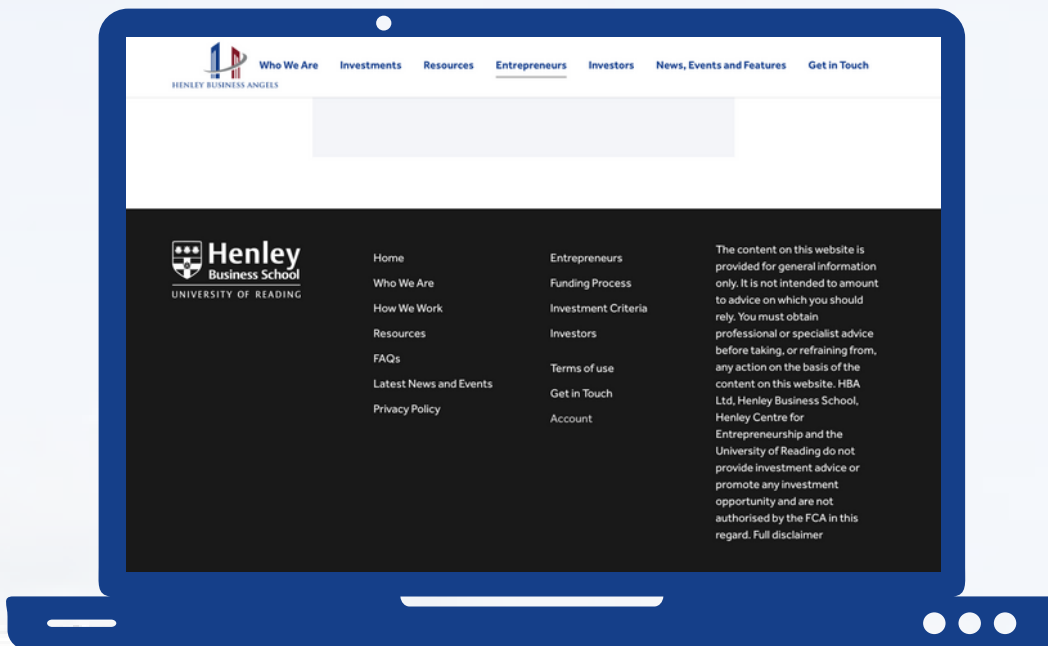 Who We Are Investments Resources Entrepreneurs Investors News, Events and Features Get in Touch
HENLEY BUSINESS ANGELS
Henley
Business School
UNIVERSITY OF READING
Home
Who We Are
How We Work
Resources
FAQs
Latest News and Events
Privacy Policy
Entrepreneurs
Funding Process
Investment Criteria
Investors
Terms of use
Get in Touch
Account
The content on this website is
provided for general information
only. It is not intended to amount
to advice on which you should
rely. You must obtain
professional or specialist advice
before taking, or refraining from,
any action on the basis of the
content on this website. HBA
Ltd, Henley Business School,
Henley Centre for
Entrepreneurship and the
University of Reading do not
provide investment advice or
promote any investment
opportunity and are not
authorised by the FCA in this
regard. Full disclaimer